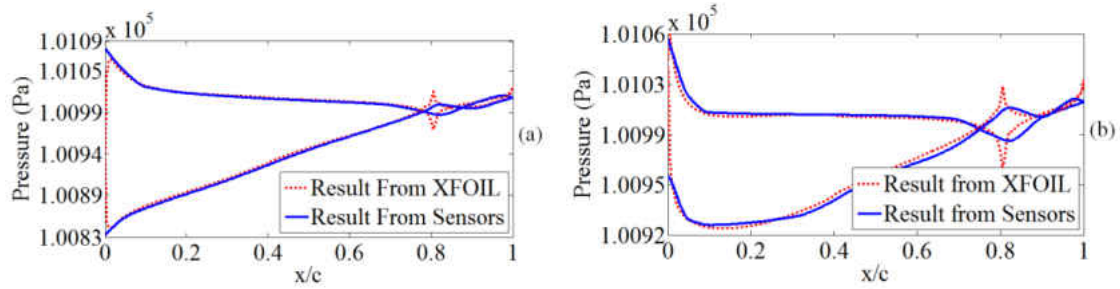 x 10^5
1.0109
1.0105
1.0099
1.0094
1.0089
1.0083
Pressure (Pa)
Result From XFOIL
Result From Sensors
0
0.2
0.4
0.6
0.8
1
x/c
(a)
x 10^5
1.0106
1.0103
1.0099
1.0095
1.0092
Pressure (Pa)
Result from XFOIL
Result from Sensors
0
0.2
0.4
0.6
0.8
1
x/c
(b)